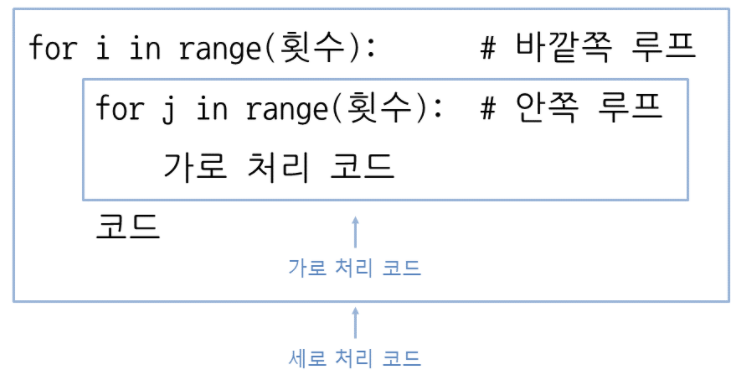 for i in range(횟수):      # 바깥쪽 루프
    for j in range(횟수):  # 안쪽 루프
        가로 처리 코드
    코드
가로 처리 코드
세로 처리 코드